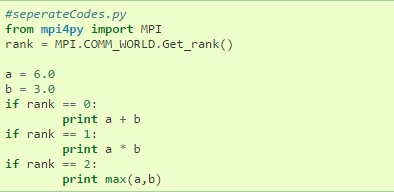 #seperateCodes.py
from mpi4py import MPI
rank = MPI.COMM_WORLD.Get_rank()

a = 6.0
b = 3.0
if rank == 0:
        print a + b
if rank == 1:
        print a * b
if rank == 2:
        print max(a,b)